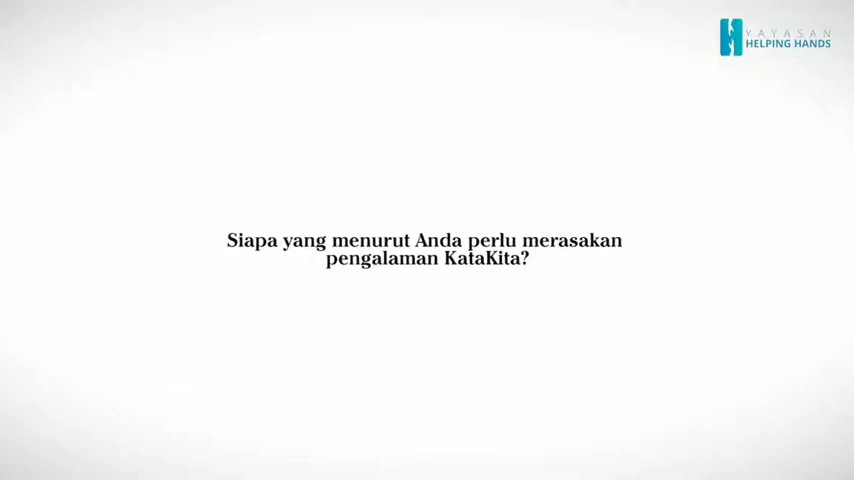 YAYASAN
HELPING HANDS
Siapa yang menurut Anda perlu merasakan
pengalaman KataKita?